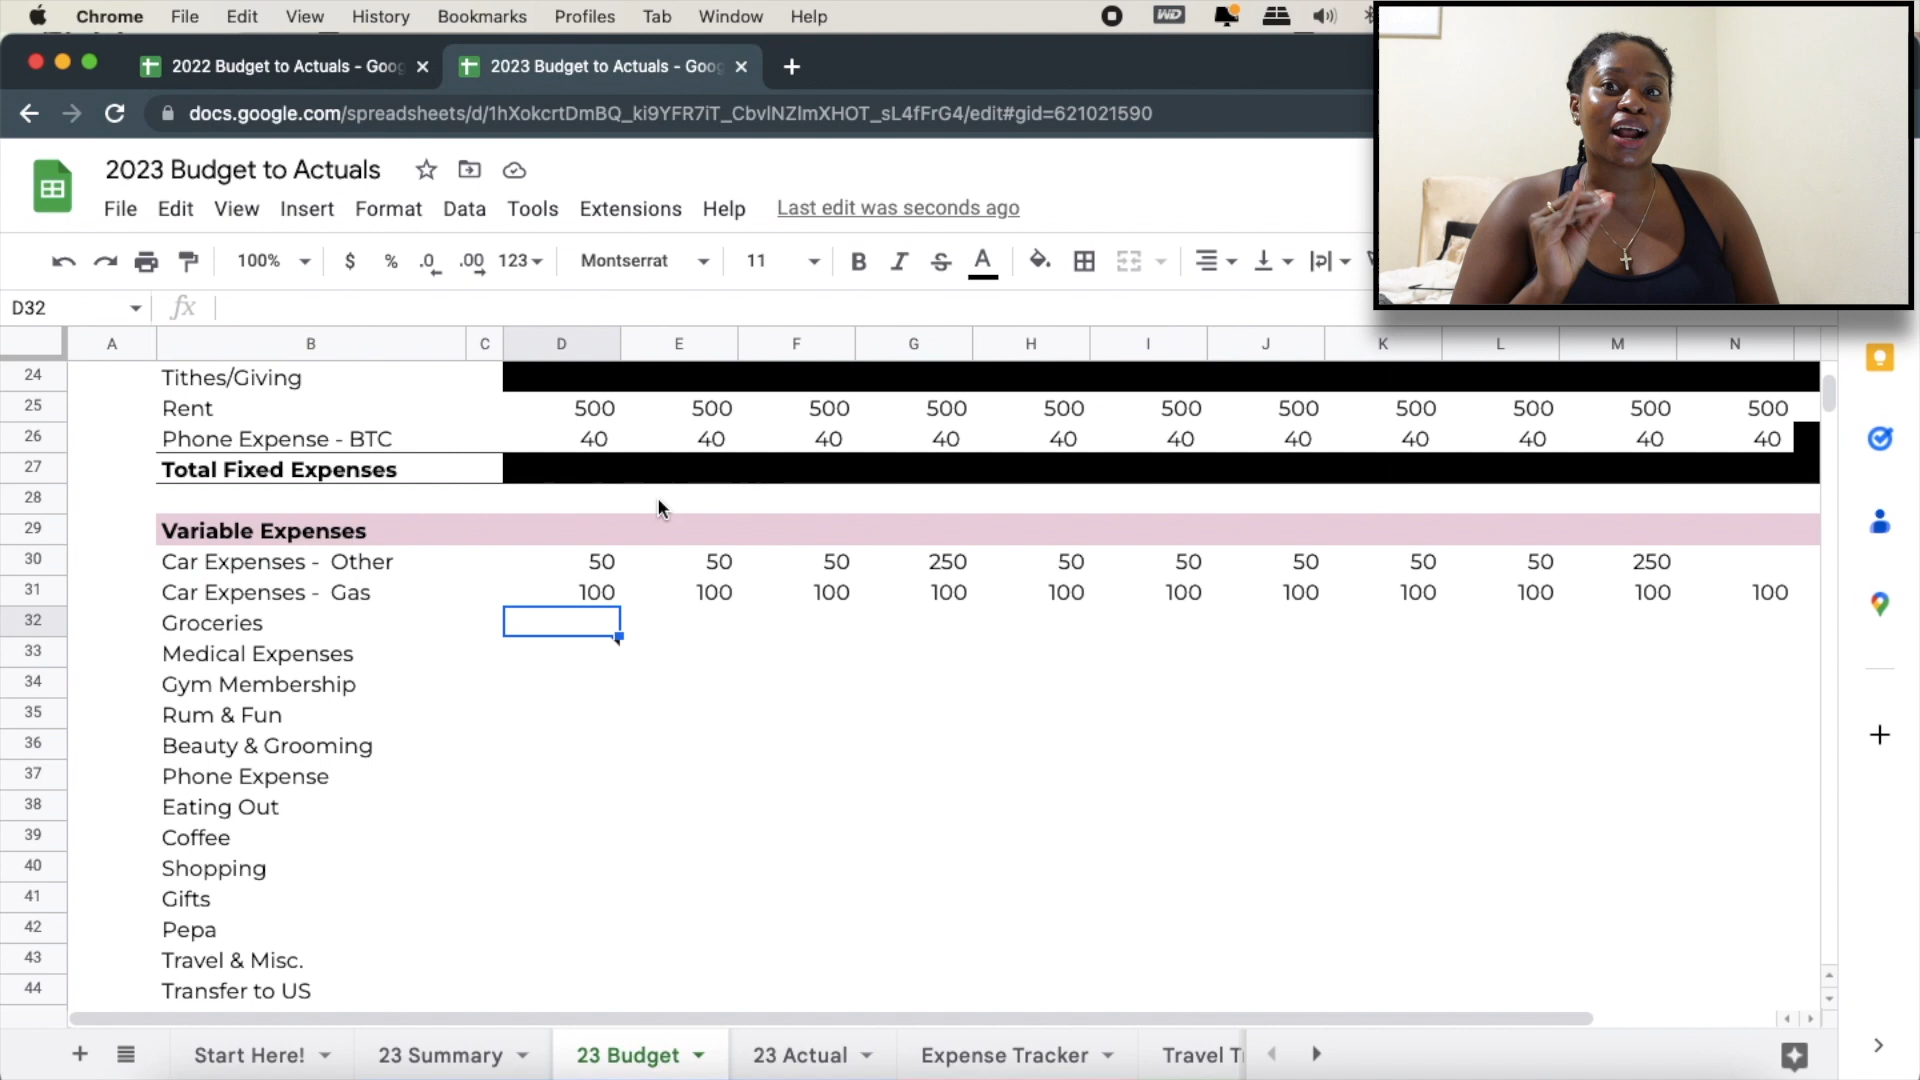 Chrome File Edit View History Bookmarks Profiles Tab Window Help
2022 Budget to Actuals - Goog 2023 Budget to Actuals - Goog
docs.google.com/spreadsheets/d/1hXokcrtDmBQ_ki9YFR7iT_CbvlNZlmXHOT_sL4fFrG4/edit#gid=621021590
2023 Budget to Actuals
File Edit View Insert Format Data Tools Extensions Help Last edit was seconds ago
100% $ % .0 .00 123 Montserrat 11 B I S A
D32 fx
A B C D E F G H I J K L M N
24 Tithes/Giving
25 Rent 500 500 500 500 500 500 500 500 500 500 500
26 Phone Expense - BTC 40 40 40 40 40 40 40 40 40 40 40
27 Total Fixed Expenses
28
29 Variable Expenses
30 Car Expenses - Other 50 50 50 250 50 50 50 50 50 250
31 Car Expenses - Gas 100 100 100 100 100 100 100 100 100 100 100
32 Groceries
33 Medical Expenses
34 Gym Membership
35 Rum & Fun
36 Beauty & Grooming
37 Phone Expense
38 Eating Out
39 Coffee
40 Shopping
41 Gifts
42 Pepa
43 Travel & Misc.
44 Transfer to US
Start Here! 23 Summary 23 Budget 23 Actual Expense Tracker Travel T